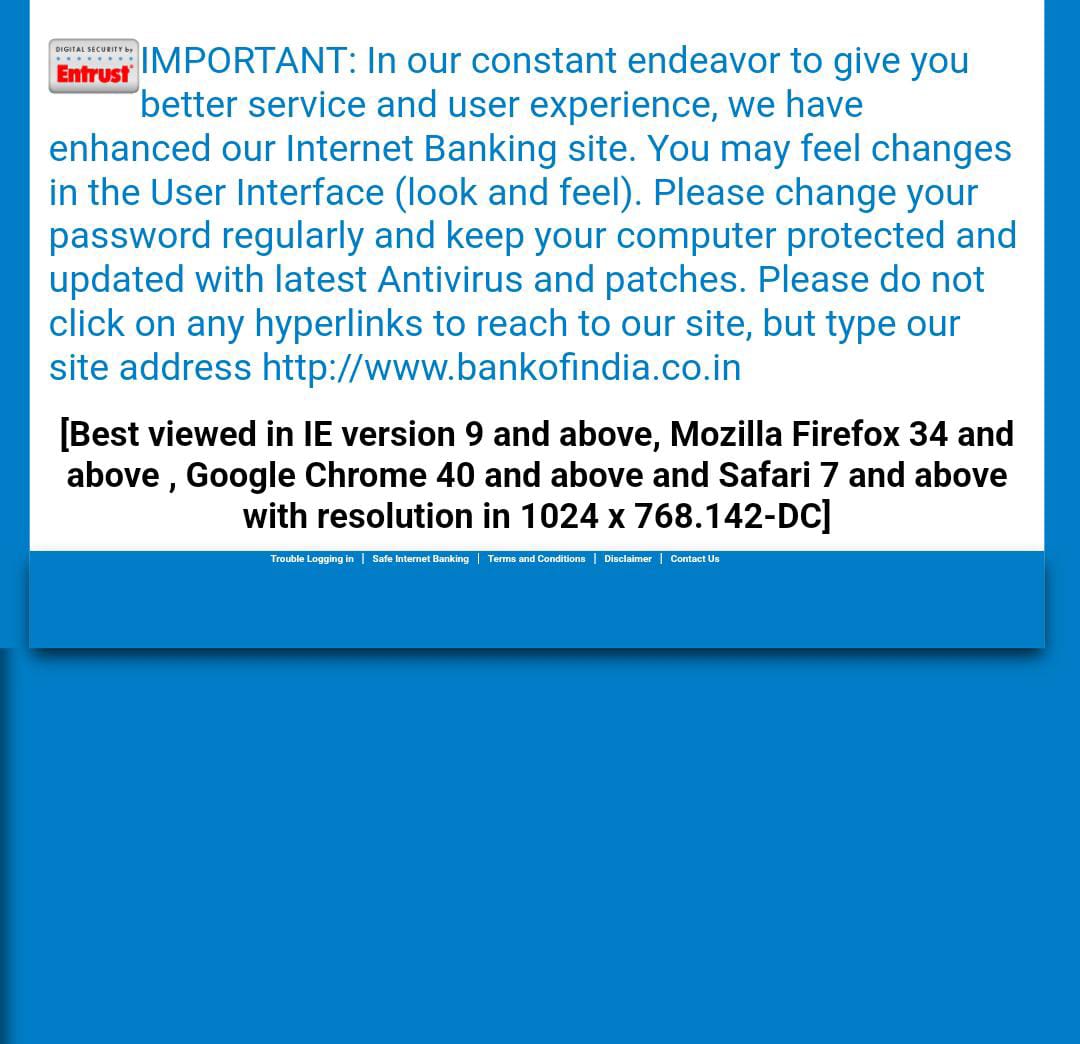 DIGITAL SECURITY by
Entrust®
IMPORTANT: In our constant endeavor to give you
better service and user experience, we have
enhanced our Internet Banking site. You may feel changes
in the User Interface (look and feel). Please change your
password regularly and keep your computer protected and
updated with latest Antivirus and patches. Please do not
click on any hyperlinks to reach to our site, but type our
site address http://www.bankofindia.co.in
[Best viewed in IE version 9 and above, Mozilla Firefox 34 and
above , Google Chrome 40 and above and Safari 7 and above
with resolution in 1024 x 768.142-DC]
Trouble Logging in | Safe Internet Banking | Terms and Conditions | Disclaimer | Contact Us